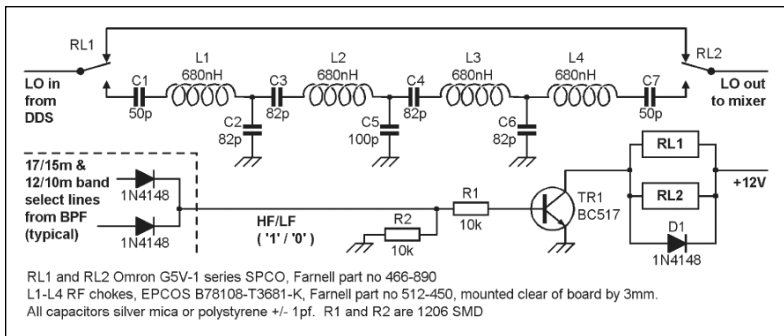 RL1
RL2
L1
L2
L3
L4
680nH
680nH
680nH
680nH
C1
C3
C4
C7
LO in
from
DDS
LO out
to mixer
50p
82p
82p
50p
C2
82p
C5
100p
C6
82p
17/15m &
12/10m band
select lines
from BPF
(typical)
1N4148
1N4148
HF/LF
( '1' / '0' )
R2
10k
R1
10k
TR1
BC517
RL1
RL2
D1
1N4148
+12V
RL1 and RL2 Omron G5V-1 series SPCO, Farnell part no 466-890
L1-L4 RF chokes, EPCOS B78108-T3681-K, Farnell part no 512-450, mounted clear of board by 3mm.
All capacitors silver mica or polystyrene +/- 1pf. R1 and R2 are 1206 SMD